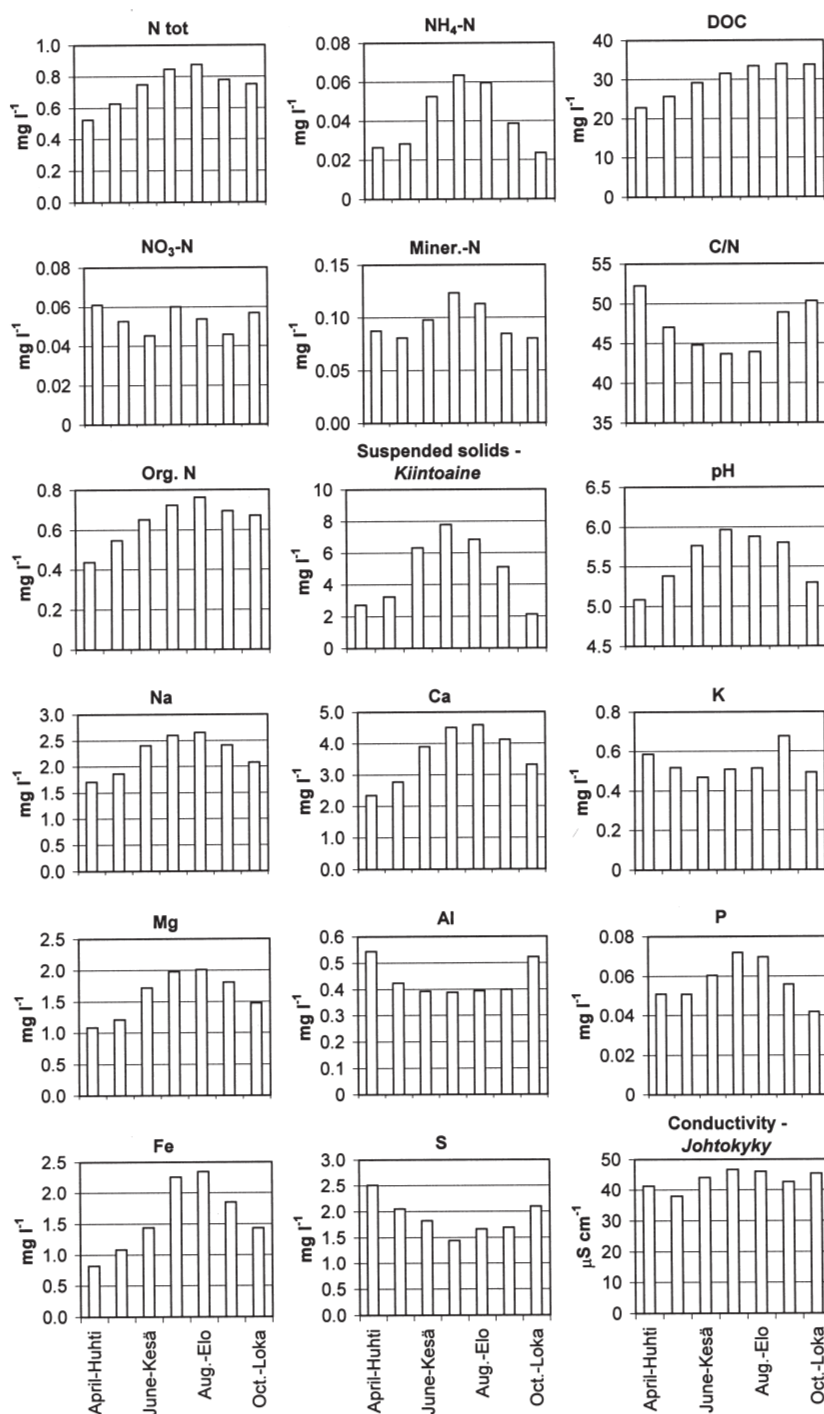 N tot
mg l⁻¹
1.0
0.8
0.6
0.4
0.2
0.0
NH₄-N
mg l⁻¹
0.08
0.06
0.04
0.02
0
DOC
mg l⁻¹
40
30
20
10
0
NO₃-N
mg l⁻¹
0.08
0.06
0.04
0.02
0
Miner.-N
mg l⁻¹
0.15
0.10
0.05
0.00
C/N
55
50
45
40
35
Org. N
mg l⁻¹
0.8
0.6
0.4
0.2
0
Suspended solids -
Kiintoaine
mg l⁻¹
10
8
6
4
2
0
pH
6.5
6.0
5.5
5.0
4.5
Na
mg l⁻¹
3.0
2.5
2.0
1.5
1.0
0.5
0.0
Ca
mg l⁻¹
5.0
4.0
3.0
2.0
1.0
0.0
K
mg l⁻¹
0.8
0.6
0.4
0.2
0
Mg
mg l⁻¹
2.5
2.0
1.5
1.0
0.5
0.0
Al
mg l⁻¹
0.6
0.5
0.4
0.3
0.2
0.1
0
P
mg l⁻¹
0.08
0.06
0.04
0.02
0
Fe
mg l⁻¹
2.5
2.0
1.5
1.0
0.5
0.0
April-Huhti
June-Kesä
Aug.-Elo
Oct.-Loka
S
mg l⁻¹
3.0
2.5
2.0
1.5
1.0
0.5
0.0
April-Huhti
June-Kesä
Aug.-Elo
Oct.-Loka
Conductivity -
Johtokyky
µS cm⁻¹
50
40
30
20
10
0
April-Huhti
June-Kesä
Aug.-Elo
Oct.-Loka